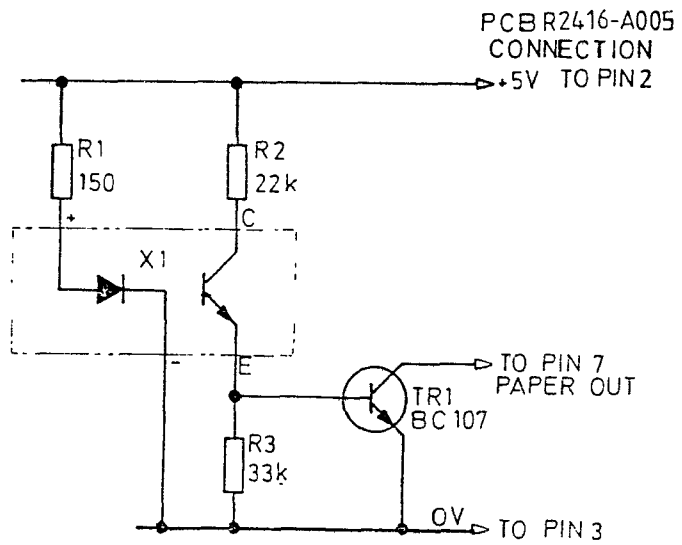 PCB R2416-A005
CONNECTION
+5V TO PIN 2
R1
150
R2
22k
+
C
X1
-
E
TO PIN 7
PAPER OUT
TR1
BC 107
R3
33k
0V
TO PIN 3